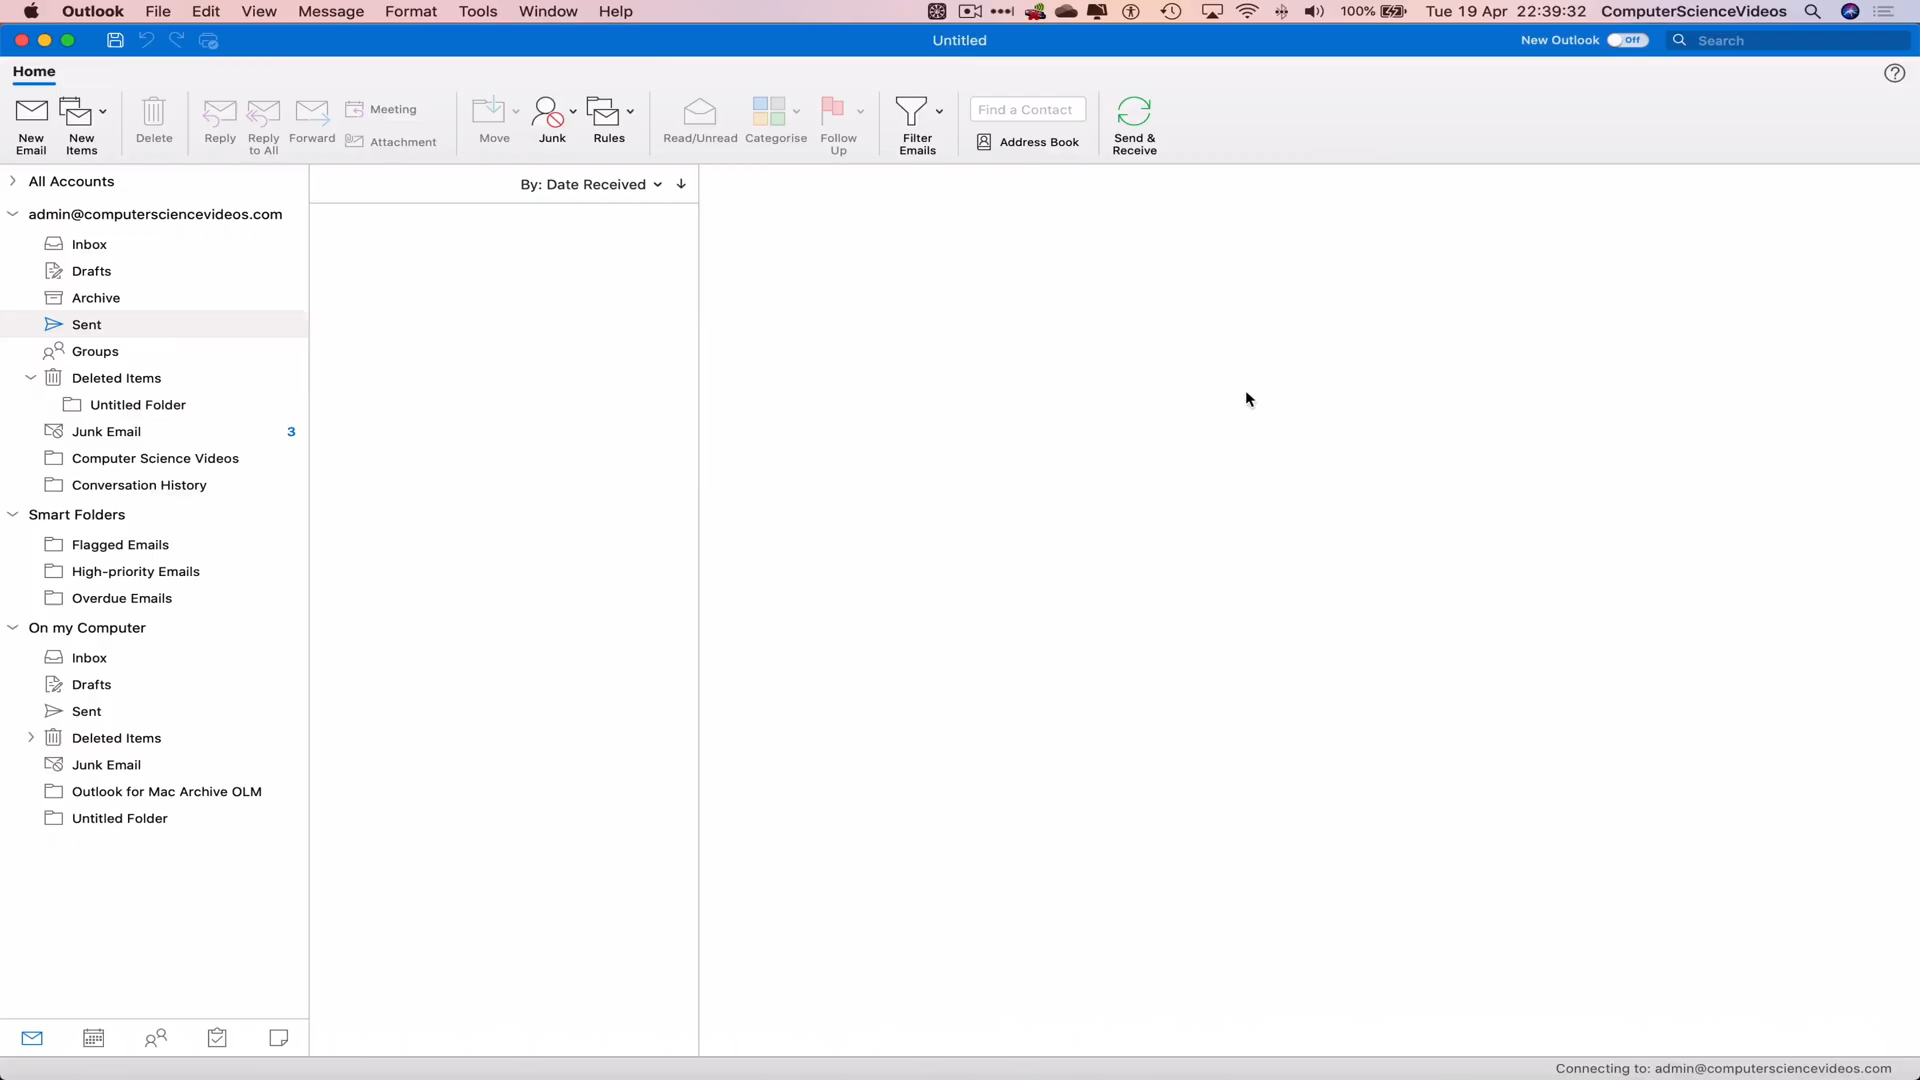 Outlook File Edit View Message Format Tools Window Help 100% Tue 19 Apr 22:39:32 ComputerScienceVideos
Untitled
New Outlook Off Search
Home
New Email
New Items
Delete
Reply
Reply to All
Forward
Meeting
Attachment
Move
Junk
Rules
Read/Unread
Categorise
Follow Up
Filter Emails
Find a Contact
Address Book
Send & Receive
All Accounts
By: Date Received
admin@computersciencevideos.com
Inbox
Drafts
Archive
Sent
Groups
Deleted Items
Untitled Folder
Junk Email 3
Computer Science Videos
Conversation History
Smart Folders
Flagged Emails
High-priority Emails
Overdue Emails
On my Computer
Inbox
Drafts
Sent
Deleted Items
Junk Email
Outlook for Mac Archive OLM
Untitled Folder
Connecting to: admin@computersciencevideos.com